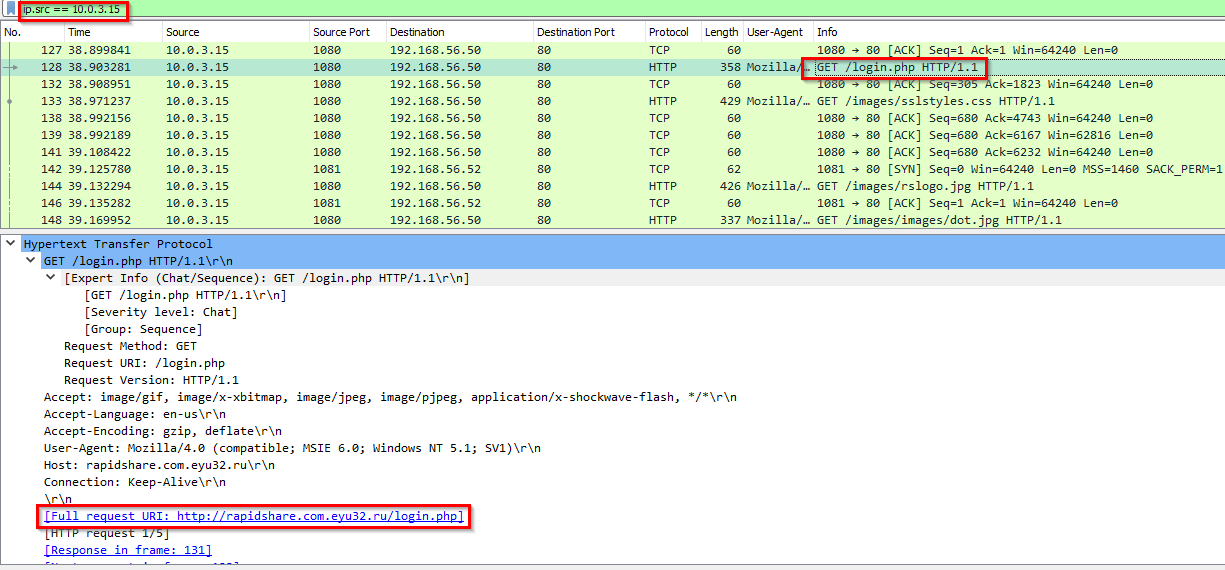 ip.src == 10.0.3.15
No. Time Source Source Port Destination Destination Port Protocol Length User-Agent Info
127 38.899841 10.0.3.15 1080 192.168.56.50 80 TCP 60 1080 → 80 [ACK] Seq=1 Ack=1 Win=64240 Len=0
128 38.903281 10.0.3.15 1080 192.168.56.50 80 HTTP 358 Mozilla/… GET /login.php HTTP/1.1
132 38.908951 10.0.3.15 1080 192.168.56.50 80 TCP 60 1080 → 80 [ACK] Seq=305 Ack=1823 Win=64240 Len=0
133 38.971237 10.0.3.15 1080 192.168.56.50 80 HTTP 429 Mozilla/… GET /images/sslstyles.css HTTP/1.1
138 38.992156 10.0.3.15 1080 192.168.56.50 80 TCP 60 1080 → 80 [ACK] Seq=680 Ack=4743 Win=64240 Len=0
139 38.992189 10.0.3.15 1080 192.168.56.50 80 TCP 60 1080 → 80 [ACK] Seq=680 Ack=6167 Win=62816 Len=0
141 39.108422 10.0.3.15 1080 192.168.56.50 80 TCP 60 1080 → 80 [ACK] Seq=680 Ack=6232 Win=64240 Len=0
142 39.125780 10.0.3.15 1081 192.168.56.52 80 TCP 62 1081 → 80 [SYN] Seq=0 Win=64240 Len=0 MSS=1460 SACK_PERM=1
144 39.132294 10.0.3.15 1080 192.168.56.50 80 HTTP 426 Mozilla/… GET /images/rslogo.jpg HTTP/1.1
146 39.135282 10.0.3.15 1081 192.168.56.52 80 TCP 60 1081 → 80 [ACK] Seq=1 Ack=1 Win=64240 Len=0
148 39.169952 10.0.3.15 1080 192.168.56.50 80 HTTP 337 Mozilla/… GET /images/images/dot.jpg HTTP/1.1
Hypertext Transfer Protocol
GET /login.php HTTP/1.1\r\n
[Expert Info (Chat/Sequence): GET /login.php HTTP/1.1\r\n]
[GET /login.php HTTP/1.1\r\n]
[Severity level: Chat]
[Group: Sequence]
Request Method: GET
Request URI: /login.php
Request Version: HTTP/1.1
Accept: image/gif, image/x-xbitmap, image/jpeg, image/pjpeg, application/x-shockwave-flash, */*\r\n
Accept-Language: en-us\r\n
Accept-Encoding: gzip, deflate\r\n
User-Agent: Mozilla/4.0 (compatible; MSIE 6.0; Windows NT 5.1; SV1)\r\n
Host: rapidshare.com.eyu32.ru\r\n
Connection: Keep-Alive\r\n
\r\n
[Full request URI: http://rapidshare.com.eyu32.ru/login.php]
[HTTP request 1/5]
[Response in frame: 131]